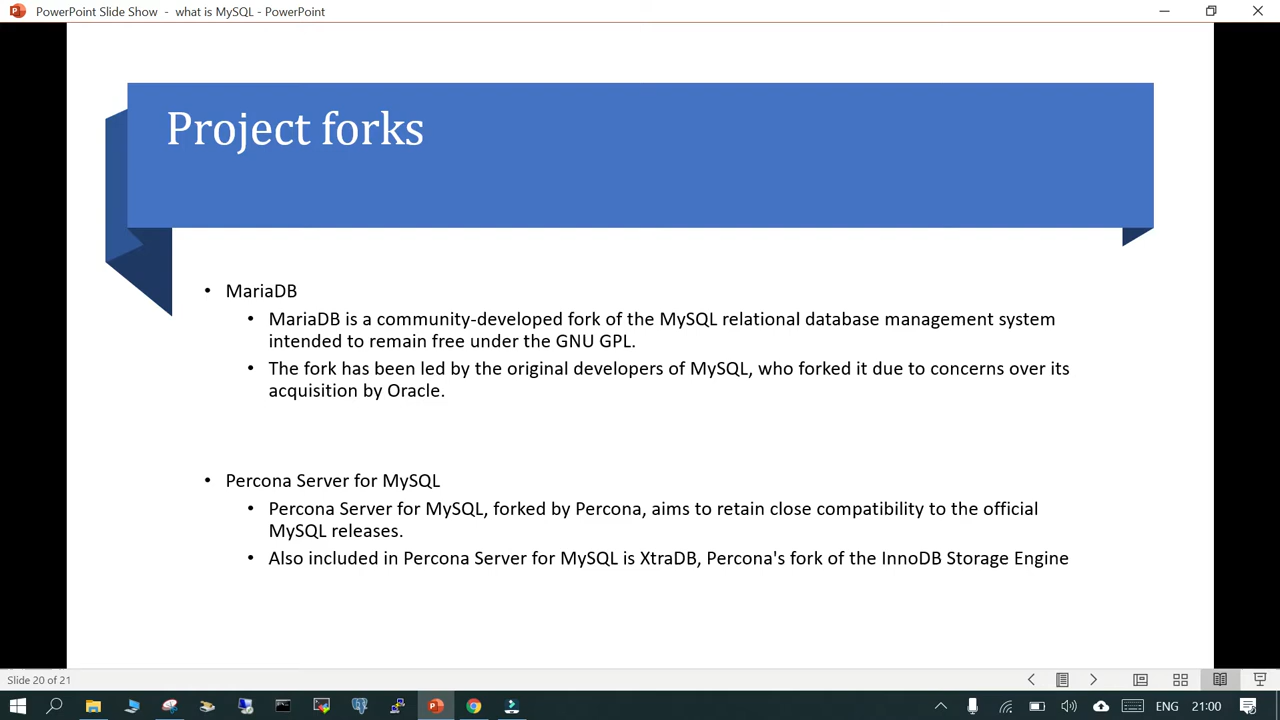 PowerPoint Slide Show - what is MySQL - PowerPoint
Project forks
• MariaDB
• MariaDB is a community-developed fork of the MySQL relational database management system
intended to remain free under the GNU GPL.
• The fork has been led by the original developers of MySQL, who forked it due to concerns over its
acquisition by Oracle.
• Percona Server for MySQL
• Percona Server for MySQL, forked by Percona, aims to retain close compatibility to the official
MySQL releases.
• Also included in Percona Server for MySQL is XtraDB, Percona's fork of the InnoDB Storage Engine
Slide 20 of 21
ENG 21:00